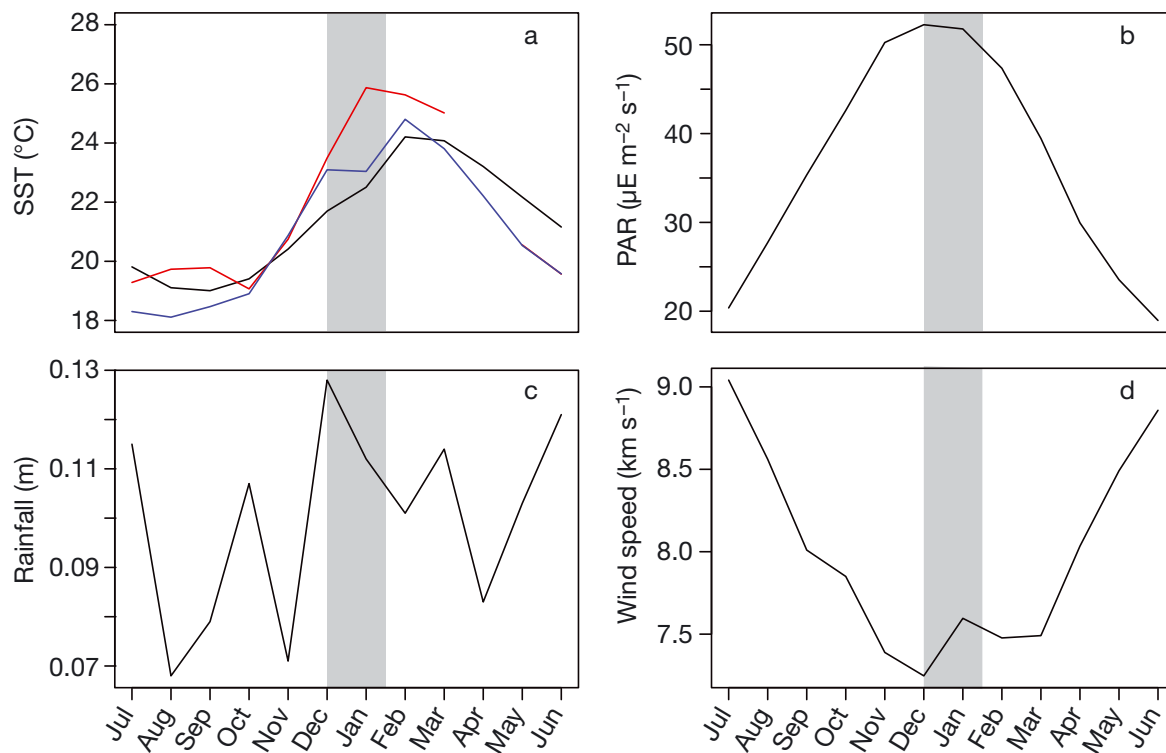 a
SST (°C)
28
26
24
22
20
18
b
PAR (µE m⁻² s⁻¹)
50
40
30
20
c
Rainfall (m)
0.13
0.11
0.09
0.07
Jul Aug Sep Oct Nov Dec Jan Feb Mar Apr May Jun
d
Wind speed (km s⁻¹)
9.0
8.5
8.0
7.5
Jul Aug Sep Oct Nov Dec Jan Feb Mar Apr May Jun